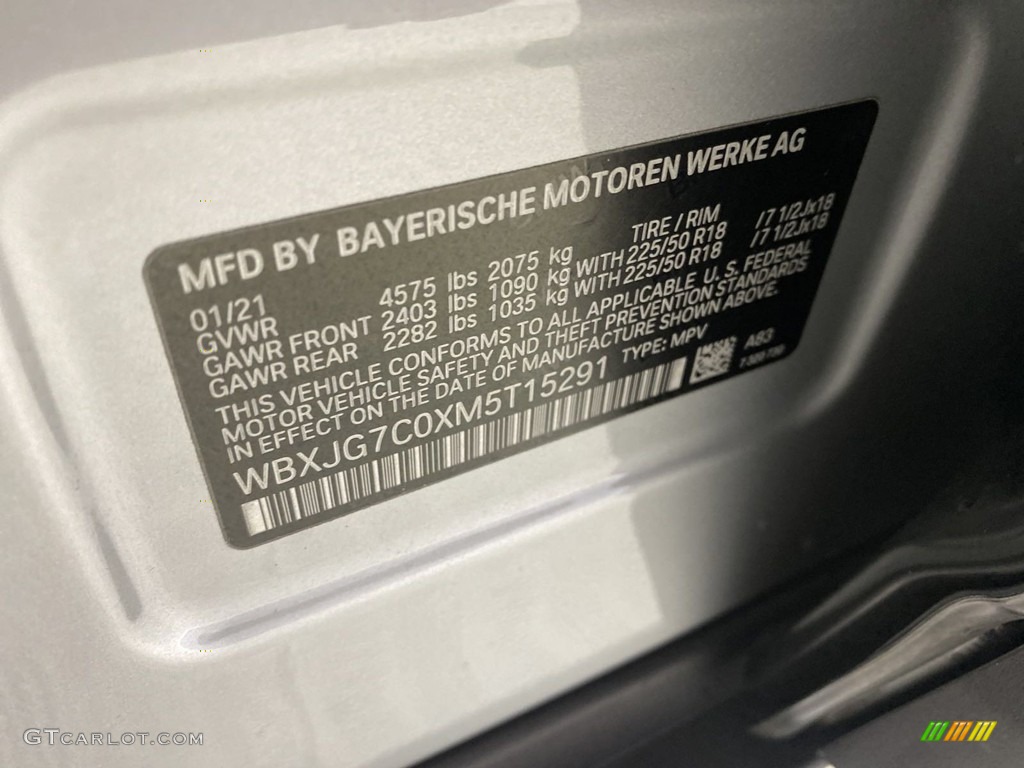 MFD BY BAYERISCHE MOTOREN WERKE AG
01/21 TIRE / RIM
GVWR 4575 lbs 2075 kg
GAWR FRONT 2403 lbs 1090 kg WITH 225/50 R18 /7 1/2Jx18
GAWR REAR 2282 lbs 1035 kg WITH 225/50 R18 /7 1/2Jx18
THIS VEHICLE CONFORMS TO ALL APPLICABLE U. S. FEDERAL
MOTOR VEHICLE SAFETY AND THEFT PREVENTION STANDARDS
IN EFFECT ON THE DATE OF MANUFACTURE SHOWN ABOVE.
WBXJG7C0XM5T15291 TYPE: MPV A83
GTCARLOT.COM